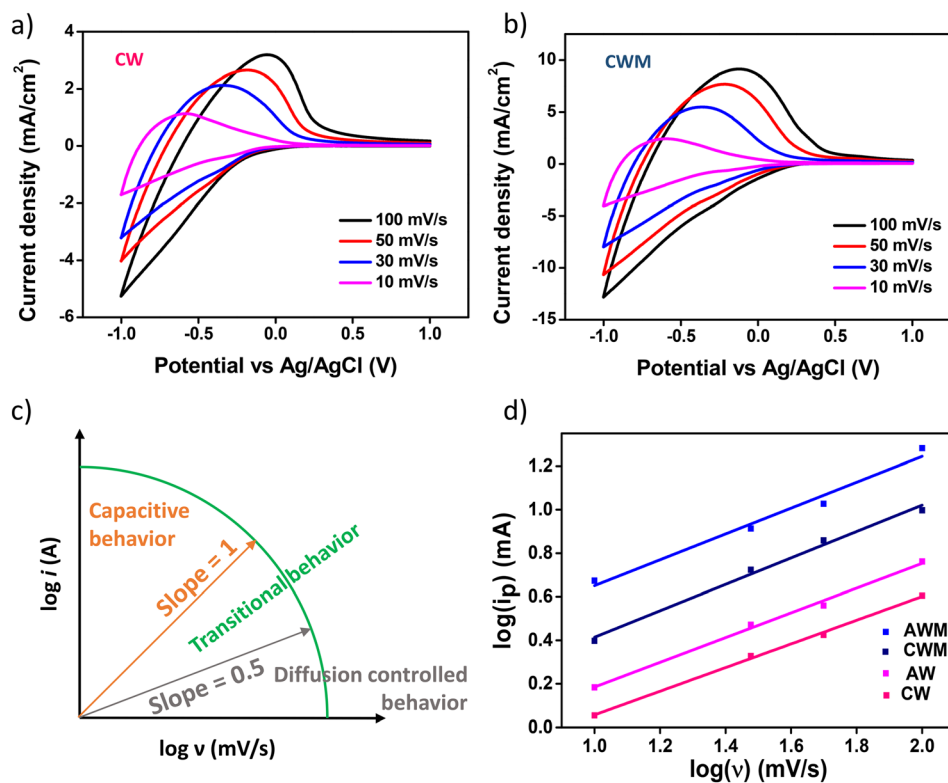 a)
CW
Current density (mA/cm²)
4
2
0
-2
-4
-6
100 mV/s
50 mV/s
30 mV/s
10 mV/s
-1.0 -0.5 0.0 0.5 1.0
Potential vs Ag/AgCl (V)
b)
CWM
Current density (mA/cm²)
10
5
0
-5
-10
-15
100 mV/s
50 mV/s
30 mV/s
10 mV/s
-1.0 -0.5 0.0 0.5 1.0
Potential vs Ag/AgCl (V)
c)
log i (A)
Capacitive
behavior
Slope = 1
Transitional behavior
Slope = 0.5
Diffusion controlled
behavior
log ν (mV/s)
d)
log(iₚ) (mA)
1.2
1.0
0.8
0.6
0.4
0.2
0.0
AWM
CWM
AW
CW
1.0 1.2 1.4 1.6 1.8 2.0
log(ν) (mV/s)